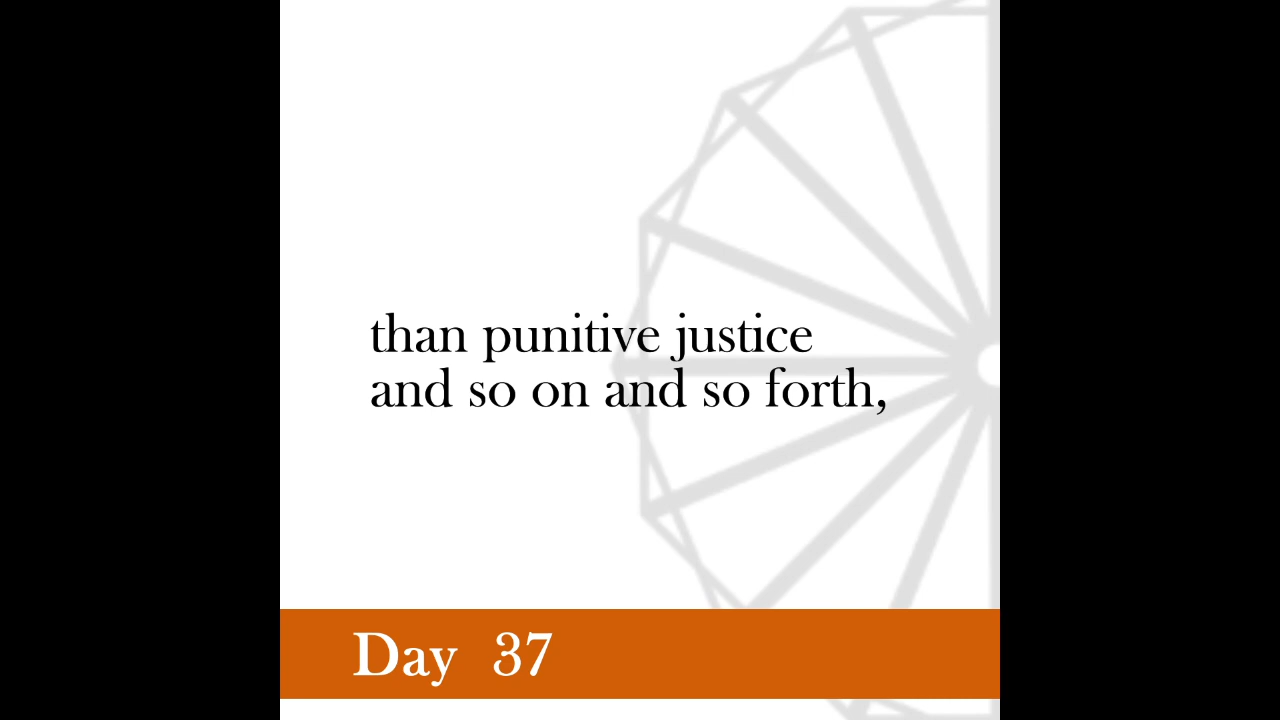 than punitive justice
and so on and so forth,
Day 37